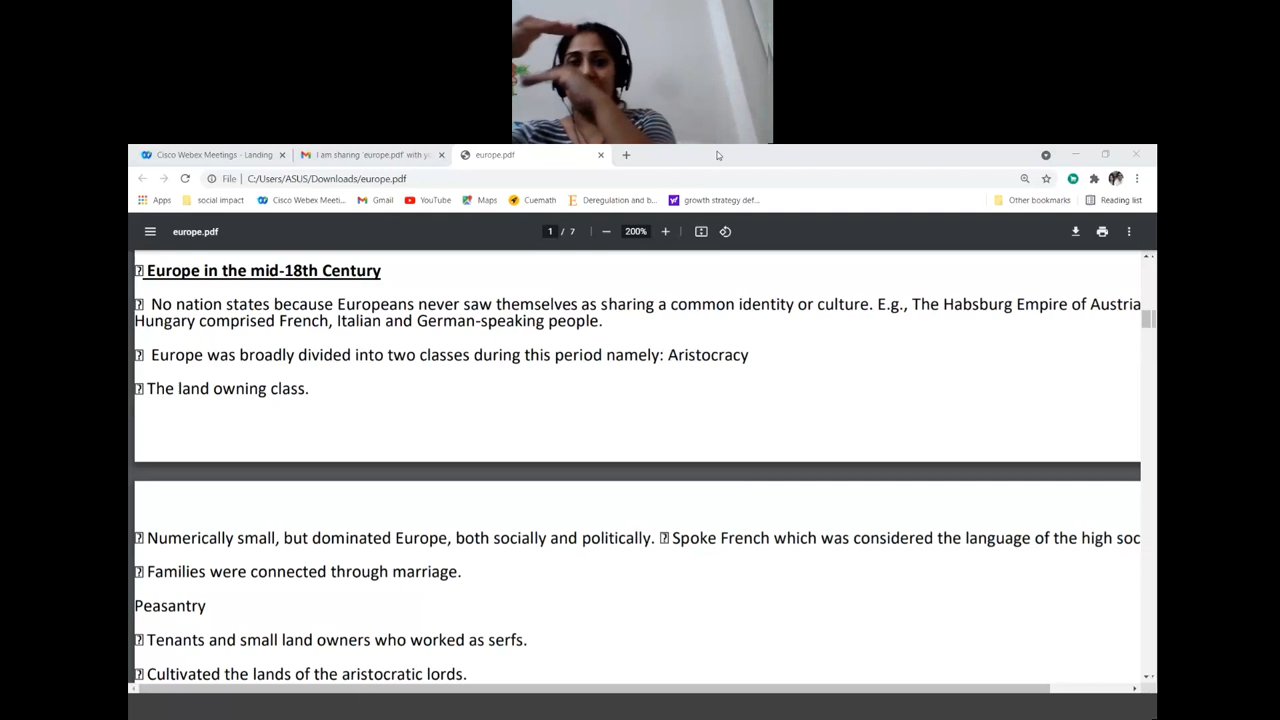 Cisco Webex Meetings - Landing
I am sharing 'europe.pdf' with yo
europe.pdf
File
C:/Users/ASUS/Downloads/europe.pdf
Apps
social impact
Cisco Webex Meeti...
Gmail
YouTube
Maps
Cuemath
Deregulation and b...
growth strategy def...
Other bookmarks
Reading list
europe.pdf
1 / 7
200%
Europe in the mid-18th Century
No nation states because Europeans never saw themselves as sharing a common identity or culture. E.g., The Habsburg Empire of Austria
Hungary comprised French, Italian and German-speaking people.
Europe was broadly divided into two classes during this period namely: Aristocracy
The land owning class.
Numerically small, but dominated Europe, both socially and politically. Spoke French which was considered the language of the high soc
Families were connected through marriage.
Peasantry
Tenants and small land owners who worked as serfs.
Cultivated the lands of the aristocratic lords.